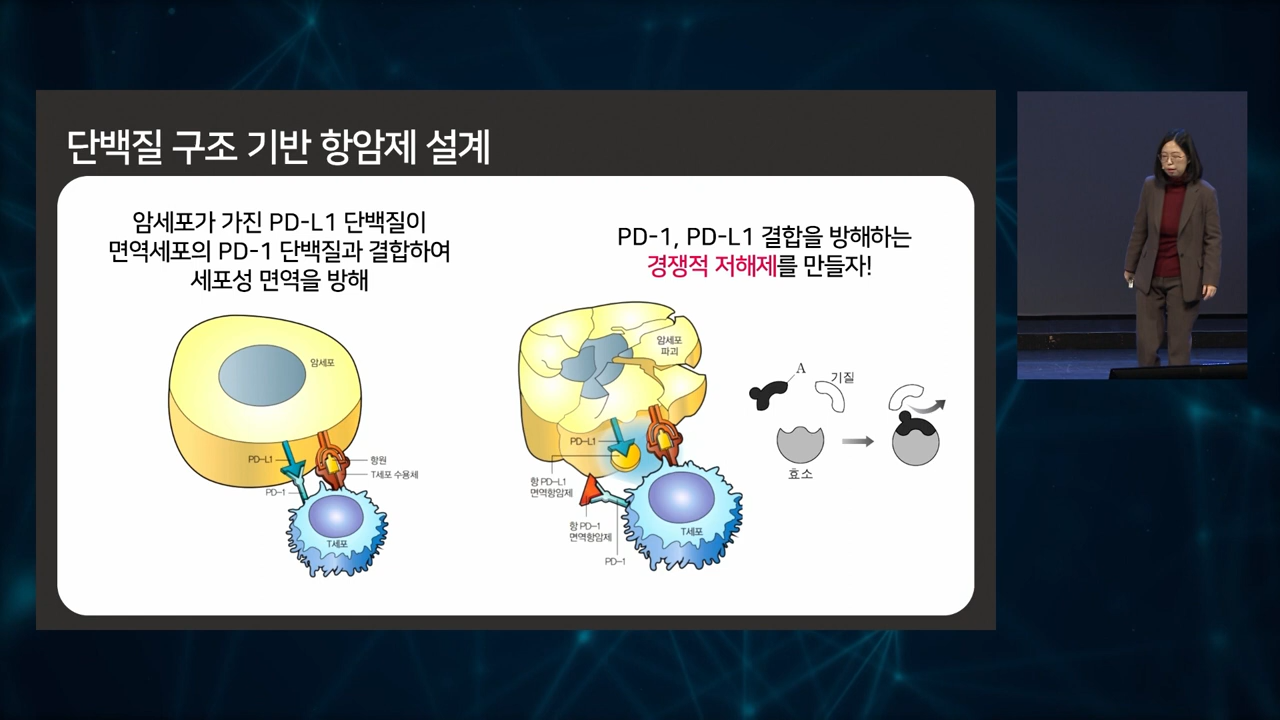 단백질 구조 기반 항암제 설계
암세포가 가진 PD-L1 단백질이
면역세포의 PD-1 단백질과 결합하여
세포성 면역을 방해
암세포
PD-L1
항원
T세포 수용체
PD-1
T세포
PD-1, PD-L1 결합을 방해하는
경쟁적 저해제를 만들자!
암세포
파괴
PD-L1
항 PD-L1
면역항암제
항 PD-1
면역항암제
T세포
PD-1
A
기질
효소